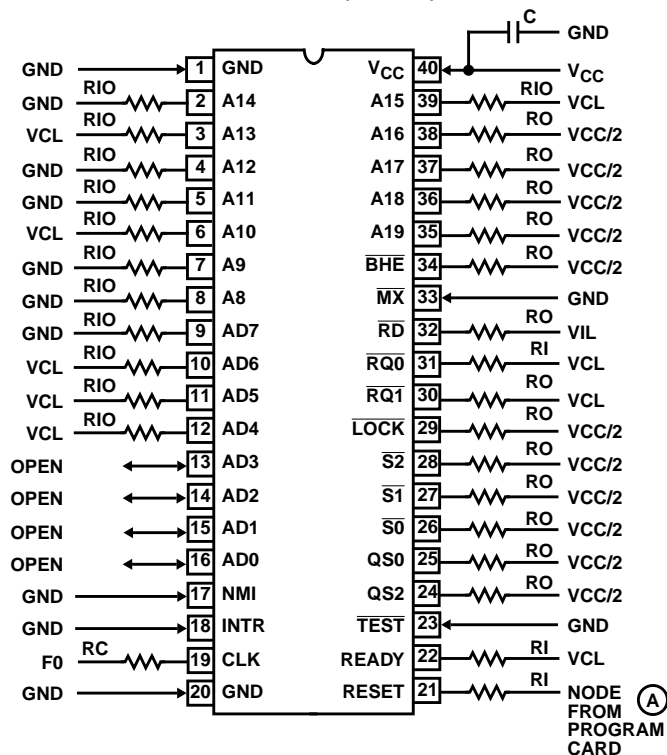 C
GND
GND 1 GND VCC 40 VCC
GND RIO 2 A14 A15 39 RIO VCL
VCL RIO 3 A13 A16 38 RO VCC/2
GND RIO 4 A12 A17 37 RO VCC/2
GND RIO 5 A11 A18 36 RO VCC/2
VCL RIO 6 A10 A19 35 RO VCC/2
GND RIO 7 A9 BHE 34 RO VCC/2
GND RIO 8 A8 MX 33 GND
GND RIO 9 AD7 RD 32 RO VIL
VCL RIO 10 AD6 RQ0 31 RI VCL
VCL RIO 11 AD5 RQ1 30 RO VCL
VCL RIO 12 AD4 LOCK 29 RO VCC/2
OPEN 13 AD3 S2 28 RO VCC/2
OPEN 14 AD2 S1 27 RO VCC/2
OPEN 15 AD1 S0 26 RO VCC/2
OPEN 16 AD0 QS0 25 RO VCC/2
GND 17 NMI QS2 24 RO VCC/2
GND 18 INTR TEST 23 GND
F0 RC 19 CLK READY 22 RI VCL
GND 20 GND RESET 21 RI NODE A
FROM
PROGRAM
CARD